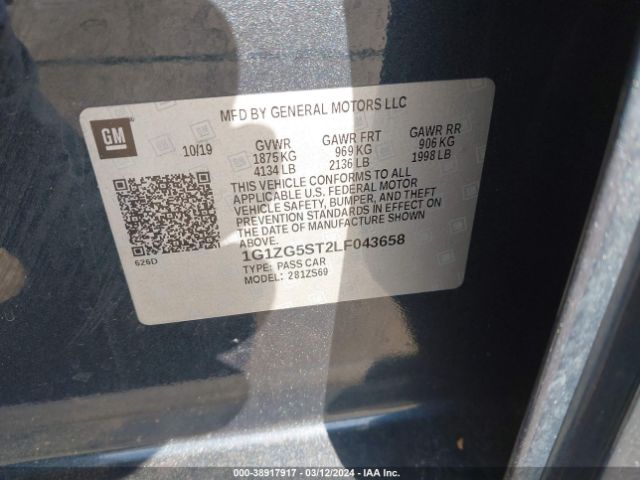 MFD BY GENERAL MOTORS LLC
GM
10/19
GVWR
1875 KG
4134 LB
GAWR FRT
969 KG
2136 LB
GAWR RR
906 KG
1998 LB
THIS VEHICLE CONFORMS TO ALL
APPLICABLE U.S. FEDERAL MOTOR
VEHICLE SAFETY, BUMPER, AND THEFT
PREVENTION STANDARDS IN EFFECT ON
THE DATE OF MANUFACTURE SHOWN
ABOVE.
626D
1G1ZG5ST2LF043658
TYPE: PASS CAR
MODEL: 281ZS69
000-38917917 - 03/12/2024 - IAA Inc.